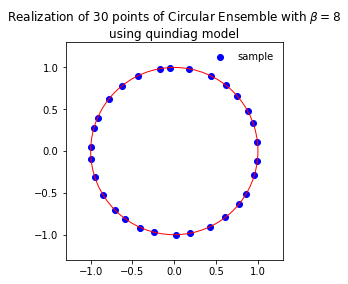 Realization of 30 points of Circular Ensemble with β = 8
using quindiag model
sample
1.0
0.5
0.0
−0.5
−1.0
−1.0 −0.5 0.0 0.5 1.0